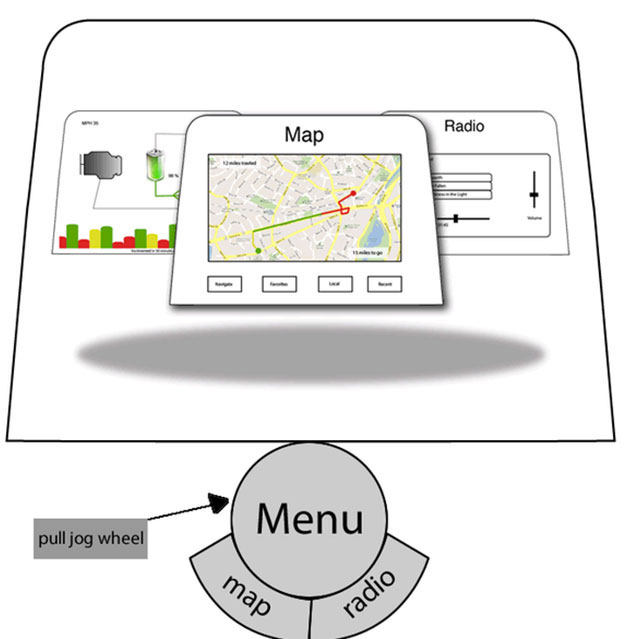 MPH 35
98 %
Map
12 miles traveled
15 miles to go
Navigate
Favorites
Local
Recent
Radio
Volume
Menu
pull jog wheel
map
radio